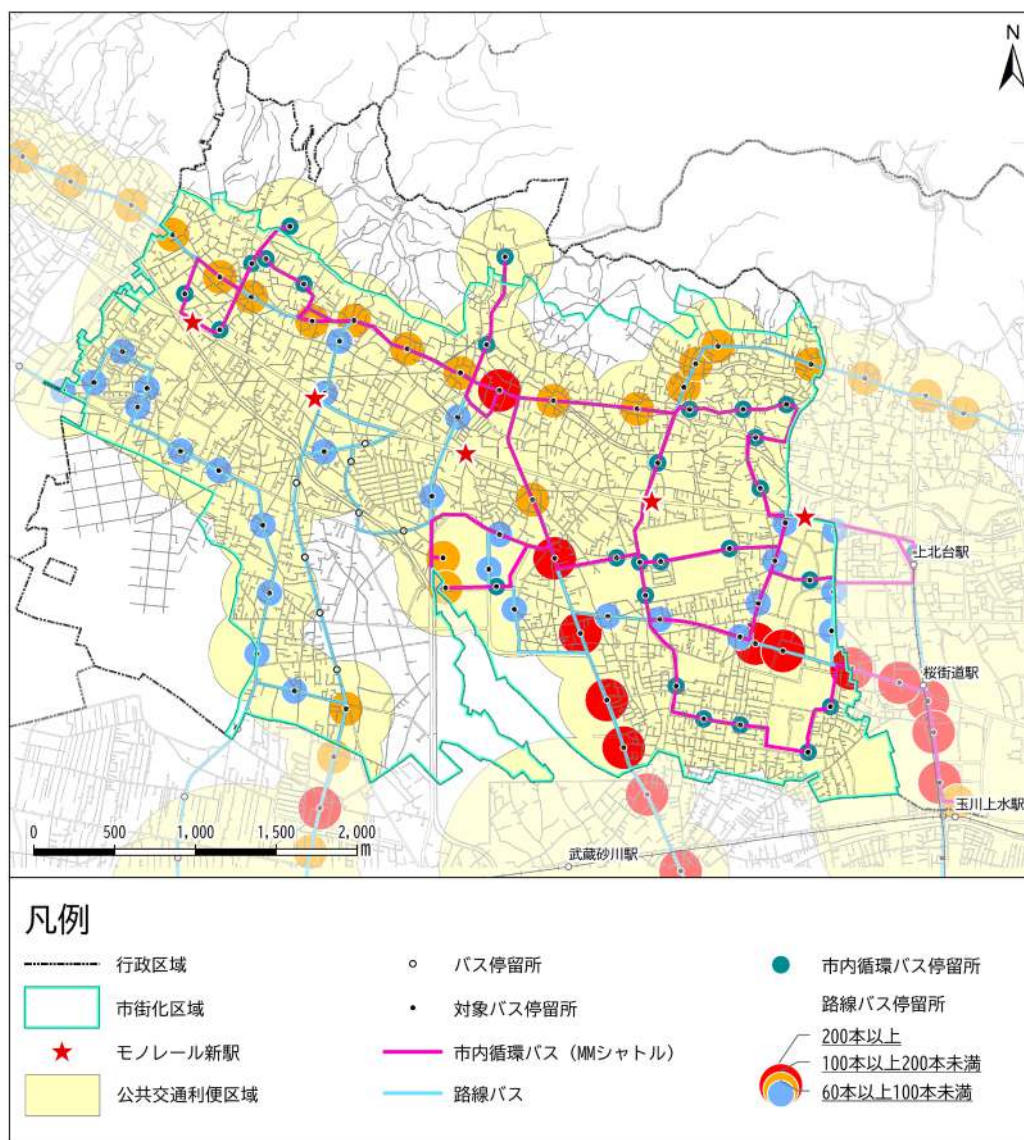 N
上北台駅
桜街道駅
玉川上水駅
武蔵砂川駅
0 500 1,000 1,500 2,000
m
凡例
行政区域
市街化区域
モノレール新駅
公共交通利便区域
バス停留所
対象バス停留所
市内循環バス（MMシャトル）
路線バス
市内循環バス停留所
路線バス停留所
200本以上
100本以上200本未満
60本以上100本未満